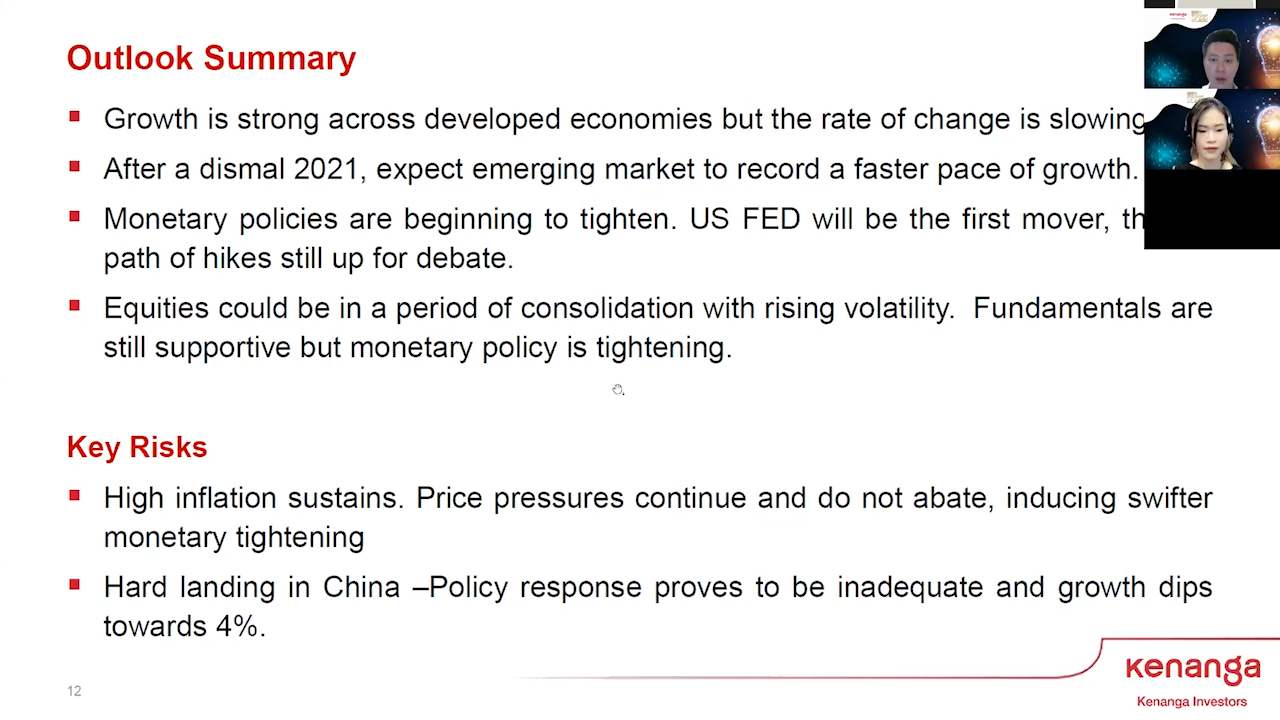 Outlook Summary
Growth is strong across developed economies but the rate of change is slowing
After a dismal 2021, expect emerging market to record a faster pace of growth.
Monetary policies are beginning to tighten. US FED will be the first mover,
path of hikes still up for debate.
Equities could be in a period of consolidation with rising volatility. Fundamentals are
still supportive but monetary policy is tightening.
Key Risks
High inflation sustains. Price pressures continue and do not abate, inducing swifter
monetary tightening
Hard landing in China –Policy response proves to be inadequate and growth dips
towards 4%.
12
kenanga
Kenanga Investors
kenanga